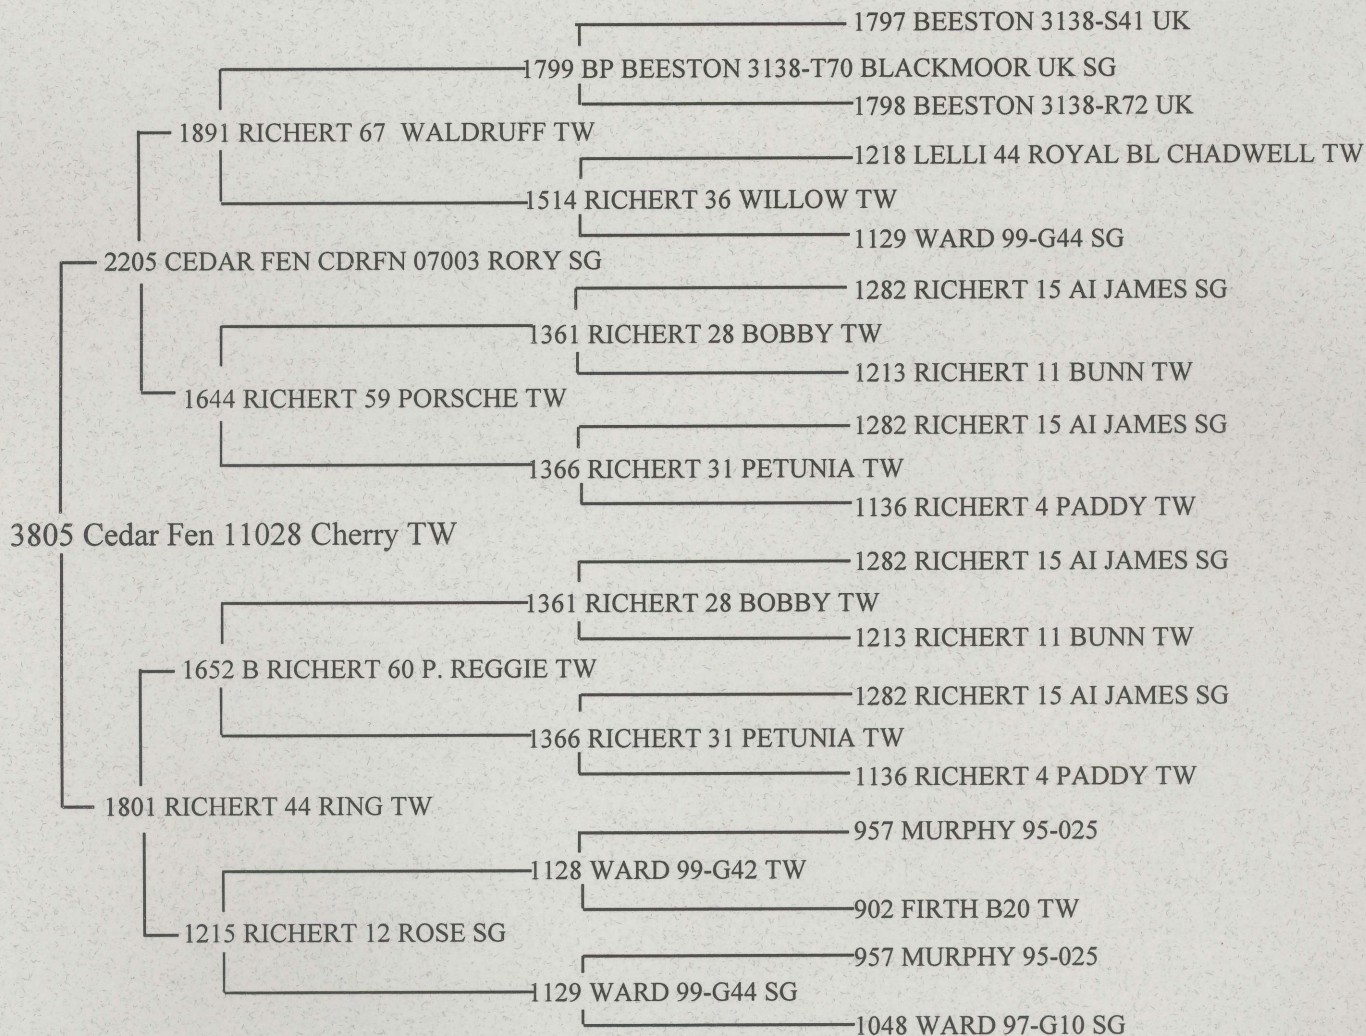 1797 BEESTON 3138-S41 UK
1799 BP BEESTON 3138-T70 BLACKMOOR UK SG
1798 BEESTON 3138-R72 UK
1891 RICHERT 67 WALDRUFF TW
1218 LELLI 44 ROYAL BL CHADWELL TW
1514 RICHERT 36 WILLOW TW
1129 WARD 99-G44 SG
2205 CEDAR FEN CDRFN 07003 RORY SG
1282 RICHERT 15 AI JAMES SG
1361 RICHERT 28 BOBBY TW
1213 RICHERT 11 BUNN TW
1644 RICHERT 59 PORSCHE TW
1282 RICHERT 15 AI JAMES SG
1366 RICHERT 31 PETUNIA TW
1136 RICHERT 4 PADDY TW
3805 Cedar Fen 11028 Cherry TW
1282 RICHERT 15 AI JAMES SG
1361 RICHERT 28 BOBBY TW
1213 RICHERT 11 BUNN TW
1652 B RICHERT 60 P. REGGIE TW
1282 RICHERT 15 AI JAMES SG
1366 RICHERT 31 PETUNIA TW
1136 RICHERT 4 PADDY TW
1801 RICHERT 44 RING TW
957 MURPHY 95-025
1128 WARD 99-G42 TW
902 FIRTH B20 TW
1215 RICHERT 12 ROSE SG
957 MURPHY 95-025
1129 WARD 99-G44 SG
1048 WARD 97-G10 SG